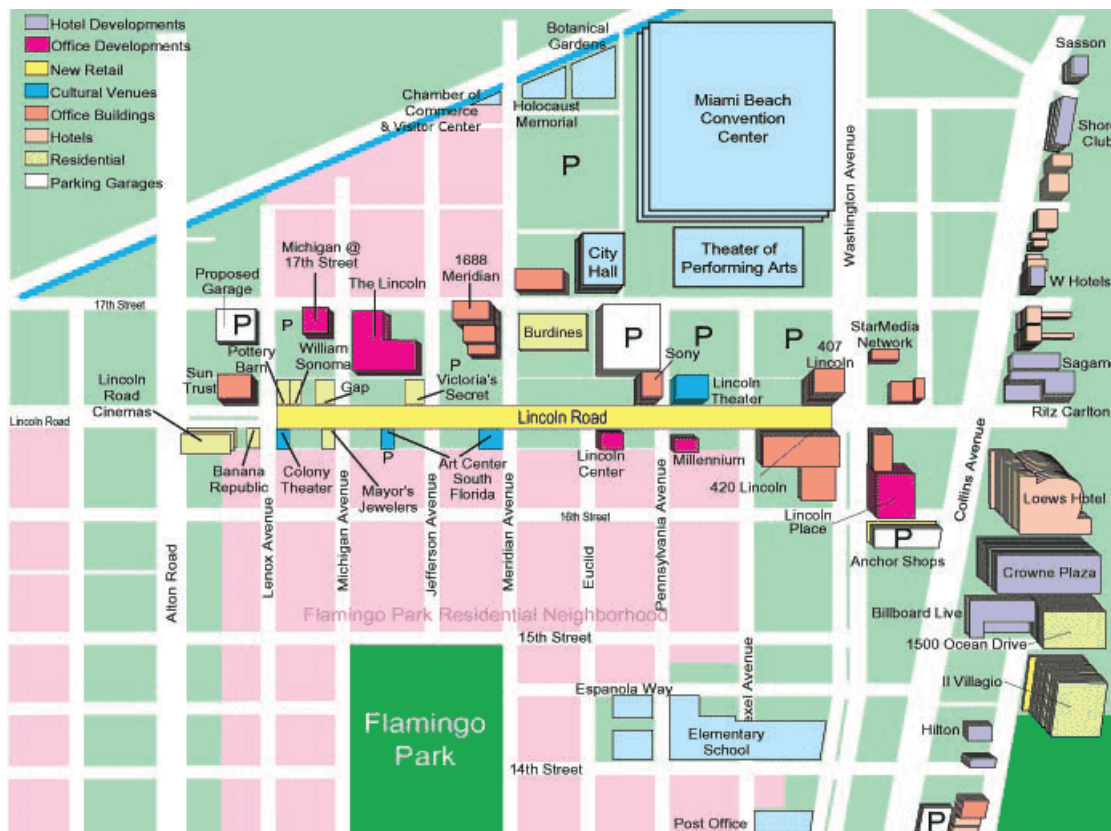 Hotel Developments
Office Developments
New Retail
Cultural Venues
Office Buildings
Hotels
Residential
Parking Garages
Botanical
Gardens
Chamber of
Commerce
& Visitor Center
Holocaust
Memorial
Miami Beach
Convention
Center
Washington Avenue
Sasson
Shore
Club
P
City
Hall
Theater of
Performing Arts
W Hotels
Michigan @
17th Street
1688
Meridian
Proposed
Garage
The Lincoln
17th Street
P
P
Burdines
P
P
P
StarMedia
Network
407
Lincoln
Pottery
Barn
William
Sonoma
P
Sony
Sun
Trust
Gap
Victoria's
Secret
Lincoln
Theater
Sagam
Ritz Carlton
Lincoln
Road
Cinemas
Lincoln Road
Lincoln Road
Banana
Republic
Colony
Theater
Mayor's
Jewelers
P
Art Center
South
Florida
Lincoln
Center
Millennium
420 Lincoln
Lincoln
Place
Collins Avenue
Loews Hotel
16th Street
P
Anchor Shops
Alton Road
Lenox Avenue
Michigan Avenue
Jefferson Avenue
Meridian Avenue
Euclid
Pennsylvania Avenue
Crowne Plaza
Flamingo Park Residential Neighborhood
Billboard Live
15th Street
1500 Ocean Drive
Il Villagio
Espanola Way
exel Avenue
Flamingo
Park
Elementary
School
Hilton
14th Street
Post Office
P